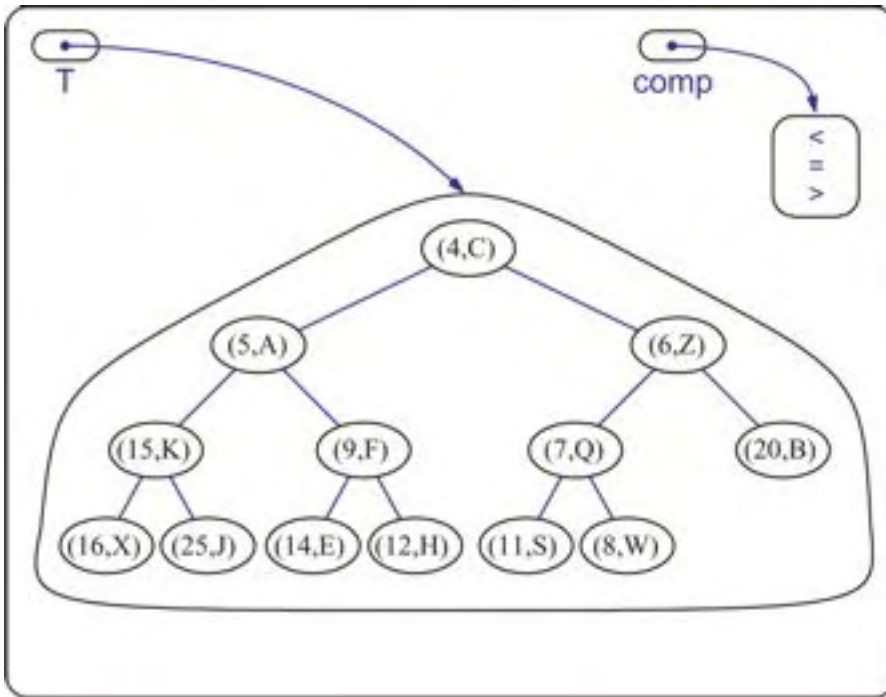 T
comp
<
=
>
(4,C)
(5,A) (6,Z)
(15,K) (9,F) (7,Q) (20,B)
(16,X) (25,J) (14,E) (12,H) (11,S) (8,W)